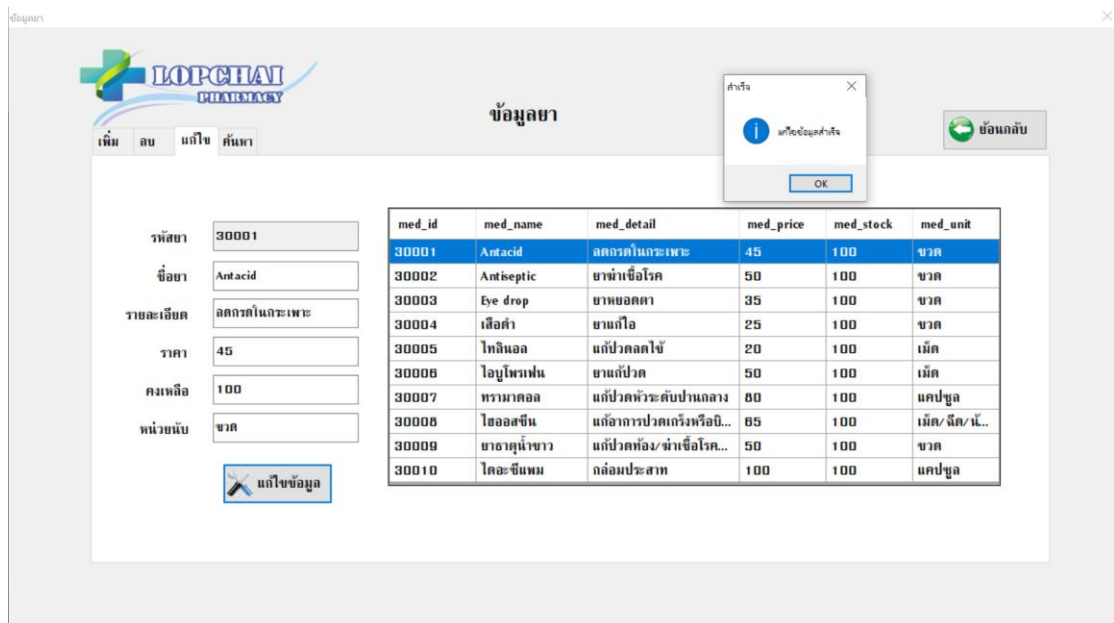 ข้อมูลยา
LOPCHAI
PHARMACY
ข้อมูลยา
สำเร็จ
แก้ไขข้อมูลสำเร็จ
OK
ย้อนกลับ
เพิ่ม ลบ แก้ไข ค้นหา
รหัสยา 30001
ชื่อยา Antacid
รายละเอียด ลดกรดในกระเพาะ
ราคา 45
คงเหลือ 100
หน่วยนับ ขวด
แก้ไขข้อมูล
med_id med_name med_detail med_price med_stock med_unit
30001 Antacid ลดกรดในกระเพาะ 45 100 ขวด
30002 Antiseptic ยาฆ่าเชื้อโรค 50 100 ขวด
30003 Eye drop ยาหยอดตา 35 100 ขวด
30004 เสือดำ ยาแก้ไอ 25 100 ขวด
30005 ไทลินอล แก้ปวดลดไข้ 20 100 เม็ด
30006 ไอบูโพรเฟน ยาแก้ปวด 50 100 เม็ด
30007 ทรามาดอล แก้ปวดหัวระดับปานกลาง 80 100 แคปซูล
30008 ไฮออสซีน แก้อาการปวดเกร็งหรือบิ... 65 100 เม็ด/ฉีด/น้...
30009 ยาธาตุน้ำขาว แก้ปวดท้อง/ฆ่าเชื้อโรค... 50 100 ขวด
30010 ไดอะซีแพม กล่อมประสาท 100 100 แคปซูล